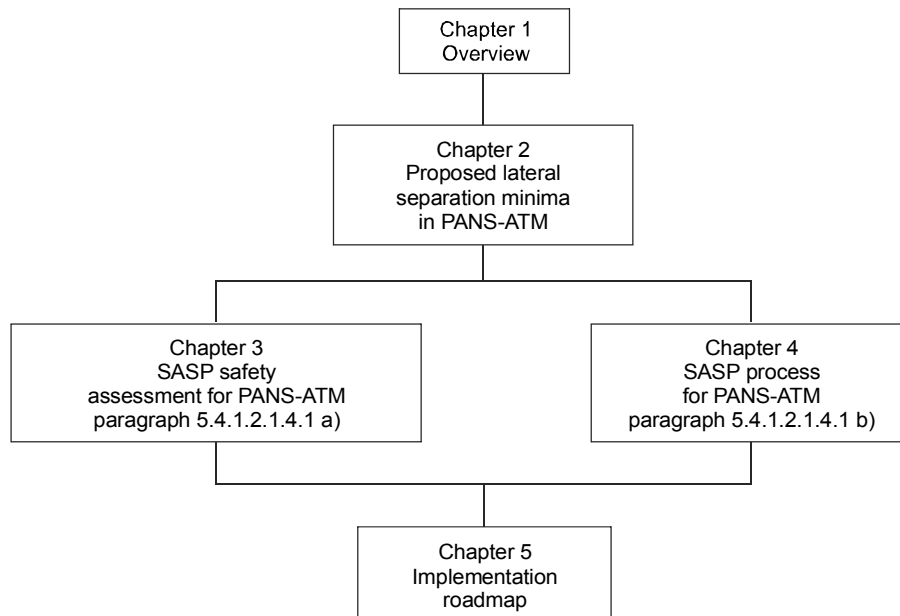 Chapter 1
Overview
Chapter 2
Proposed lateral
separation minima
in PANS-ATM
Chapter 3
SASP safety
assessment for PANS-ATM
paragraph 5.4.1.2.1.4.1 a)
Chapter 4
SASP process
for PANS-ATM
paragraph 5.4.1.2.1.4.1 b)
Chapter 5
Implementation
roadmap